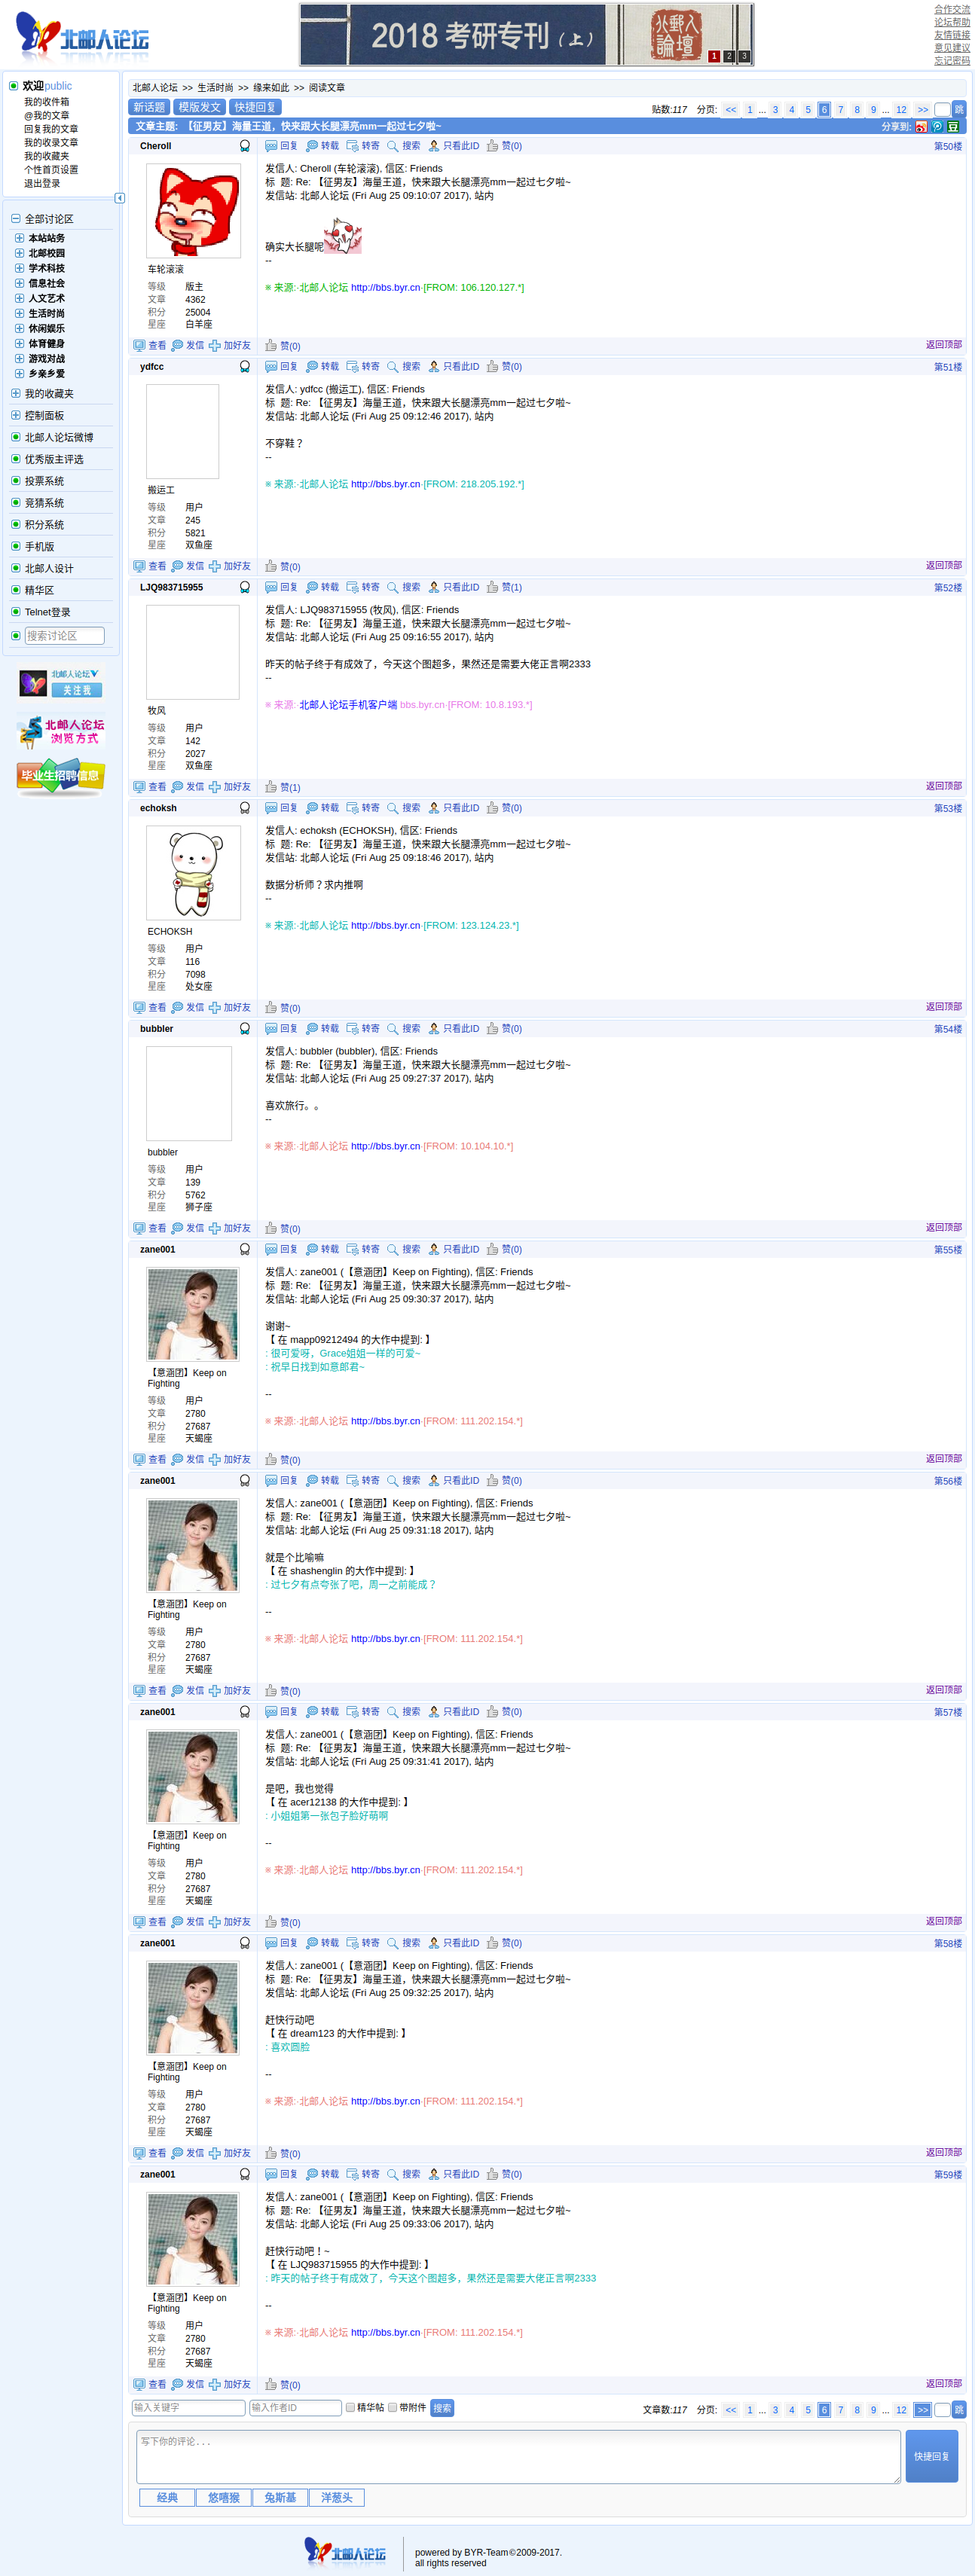 北邮人论坛
2018 考研专刊（上）
1 2 3
合作交流
论坛帮助
友情链接
意见建议
忘记密码
欢迎public
我的收件箱
@我的文章
回复我的文章
我的收录文章
我的收藏夹
个性首页设置
退出登录
全部讨论区
本站站务
北邮校园
学术科技
信息社会
人文艺术
生活时尚
休闲娱乐
体育健身
游戏对战
乡亲乡爱
我的收藏夹
控制面板
北邮人论坛微博
优秀版主评选
投票系统
竞猜系统
积分系统
手机版
北邮人设计
精华区
Telnet登录
搜索讨论区
北邮人论坛
关注我
北邮人论坛
浏览方式
毕业生招聘信息
北邮人论坛 >> 生活时尚 >> 缘来如此 >> 阅读文章
新话题 模版发文 快捷回复
贴数:117 分页: << 1 ... 3 4 5 6 7 8 9 ... 12 >> 跳
文章主题: 【征男友】海量王道，快来跟大长腿漂亮mm一起过七夕啦~
分享到:
Cheroll
回复 转载 转寄 搜索 只看此ID 赞(0) 第50楼
车轮滚滚
等级 版主
文章 4362
积分 25004
星座 白羊座
发信人: Cheroll (车轮滚滚), 信区: Friends
标 题: Re: 【征男友】海量王道，快来跟大长腿漂亮mm一起过七夕啦~
发信站: 北邮人论坛 (Fri Aug 25 09:10:07 2017), 站内
确实大长腿呢
--
※ 来源:·北邮人论坛 http://bbs.byr.cn·[FROM: 106.120.127.*]
查看 发信 加好友 赞(0) 返回顶部
ydfcc
回复 转载 转寄 搜索 只看此ID 赞(0) 第51楼
搬运工
等级 用户
文章 245
积分 5821
星座 双鱼座
发信人: ydfcc (搬运工), 信区: Friends
标 题: Re: 【征男友】海量王道，快来跟大长腿漂亮mm一起过七夕啦~
发信站: 北邮人论坛 (Fri Aug 25 09:12:46 2017), 站内
不穿鞋？
--
※ 来源:·北邮人论坛 http://bbs.byr.cn·[FROM: 218.205.192.*]
查看 发信 加好友 赞(0) 返回顶部
LJQ983715955
回复 转载 转寄 搜索 只看此ID 赞(1) 第52楼
牧风
等级 用户
文章 142
积分 2027
星座 双鱼座
发信人: LJQ983715955 (牧风), 信区: Friends
标 题: Re: 【征男友】海量王道，快来跟大长腿漂亮mm一起过七夕啦~
发信站: 北邮人论坛 (Fri Aug 25 09:16:55 2017), 站内
昨天的帖子终于有成效了，今天这个图超多，果然还是需要大佬正言啊2333
--
※ 来源:·北邮人论坛手机客户端 bbs.byr.cn·[FROM: 10.8.193.*]
查看 发信 加好友 赞(1) 返回顶部
echoksh
回复 转载 转寄 搜索 只看此ID 赞(0) 第53楼
ECHOKSH
等级 用户
文章 116
积分 7098
星座 处女座
发信人: echoksh (ECHOKSH), 信区: Friends
标 题: Re: 【征男友】海量王道，快来跟大长腿漂亮mm一起过七夕啦~
发信站: 北邮人论坛 (Fri Aug 25 09:18:46 2017), 站内
数据分析师？求内推啊
--
※ 来源:·北邮人论坛 http://bbs.byr.cn·[FROM: 123.124.23.*]
查看 发信 加好友 赞(0) 返回顶部
bubbler
回复 转载 转寄 搜索 只看此ID 赞(0) 第54楼
bubbler
等级 用户
文章 139
积分 5762
星座 狮子座
发信人: bubbler (bubbler), 信区: Friends
标 题: Re: 【征男友】海量王道，快来跟大长腿漂亮mm一起过七夕啦~
发信站: 北邮人论坛 (Fri Aug 25 09:27:37 2017), 站内
喜欢旅行。。
--
※ 来源:·北邮人论坛 http://bbs.byr.cn·[FROM: 10.104.10.*]
查看 发信 加好友 赞(0) 返回顶部
zane001
回复 转载 转寄 搜索 只看此ID 赞(0) 第55楼
【意涵团】Keep on
Fighting
等级 用户
文章 2780
积分 27687
星座 天蝎座
发信人: zane001 (【意涵团】Keep on Fighting), 信区: Friends
标 题: Re: 【征男友】海量王道，快来跟大长腿漂亮mm一起过七夕啦~
发信站: 北邮人论坛 (Fri Aug 25 09:30:37 2017), 站内
谢谢~
【 在 mapp09212494 的大作中提到: 】
: 很可爱呀，Grace姐姐一样的可爱~
: 祝早日找到如意郎君~
--
※ 来源:·北邮人论坛 http://bbs.byr.cn·[FROM: 111.202.154.*]
查看 发信 加好友 赞(0) 返回顶部
zane001
回复 转载 转寄 搜索 只看此ID 赞(0) 第56楼
【意涵团】Keep on
Fighting
等级 用户
文章 2780
积分 27687
星座 天蝎座
发信人: zane001 (【意涵团】Keep on Fighting), 信区: Friends
标 题: Re: 【征男友】海量王道，快来跟大长腿漂亮mm一起过七夕啦~
发信站: 北邮人论坛 (Fri Aug 25 09:31:18 2017), 站内
就是个比喻嘛
【 在 shashenglin 的大作中提到: 】
: 过七夕有点夸张了吧，周一之前能成？
--
※ 来源:·北邮人论坛 http://bbs.byr.cn·[FROM: 111.202.154.*]
查看 发信 加好友 赞(0) 返回顶部
zane001
回复 转载 转寄 搜索 只看此ID 赞(0) 第57楼
【意涵团】Keep on
Fighting
等级 用户
文章 2780
积分 27687
星座 天蝎座
发信人: zane001 (【意涵团】Keep on Fighting), 信区: Friends
标 题: Re: 【征男友】海量王道，快来跟大长腿漂亮mm一起过七夕啦~
发信站: 北邮人论坛 (Fri Aug 25 09:31:41 2017), 站内
是吧，我也觉得
【 在 acer12138 的大作中提到: 】
: 小姐姐第一张包子脸好萌啊
--
※ 来源:·北邮人论坛 http://bbs.byr.cn·[FROM: 111.202.154.*]
查看 发信 加好友 赞(0) 返回顶部
zane001
回复 转载 转寄 搜索 只看此ID 赞(0) 第58楼
【意涵团】Keep on
Fighting
等级 用户
文章 2780
积分 27687
星座 天蝎座
发信人: zane001 (【意涵团】Keep on Fighting), 信区: Friends
标 题: Re: 【征男友】海量王道，快来跟大长腿漂亮mm一起过七夕啦~
发信站: 北邮人论坛 (Fri Aug 25 09:32:25 2017), 站内
赶快行动吧
【 在 dream123 的大作中提到: 】
: 喜欢圆脸
--
※ 来源:·北邮人论坛 http://bbs.byr.cn·[FROM: 111.202.154.*]
查看 发信 加好友 赞(0) 返回顶部
zane001
回复 转载 转寄 搜索 只看此ID 赞(0) 第59楼
【意涵团】Keep on
Fighting
等级 用户
文章 2780
积分 27687
星座 天蝎座
发信人: zane001 (【意涵团】Keep on Fighting), 信区: Friends
标 题: Re: 【征男友】海量王道，快来跟大长腿漂亮mm一起过七夕啦~
发信站: 北邮人论坛 (Fri Aug 25 09:33:06 2017), 站内
赶快行动吧！~
【 在 LJQ983715955 的大作中提到: 】
: 昨天的帖子终于有成效了，今天这个图超多，果然还是需要大佬正言啊2333
--
※ 来源:·北邮人论坛 http://bbs.byr.cn·[FROM: 111.202.154.*]
查看 发信 加好友 赞(0) 返回顶部
输入关键字 输入作者ID 精华帖 带附件 搜索
文章数:117 分页: << 1 ... 3 4 5 6 7 8 9 ... 12 >> 跳
写下你的评论...
快捷回复
经典 悠嘻猴 兔斯基 洋葱头
北邮人论坛
powered by BYR-Team©2009-2017.
all rights reserved